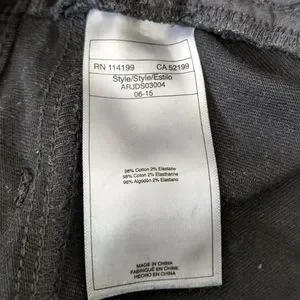 RN 114199 CA 52199
Style/Style/Estilo
ARJDS03004
06-15
98% Cotton 2% Elastane
98% Coton 2% Élasthanne
98% Algodón 2% Elastano
MADE IN CHINA
FABRIQUÉ EN CHINE
HECHO EN CHINA